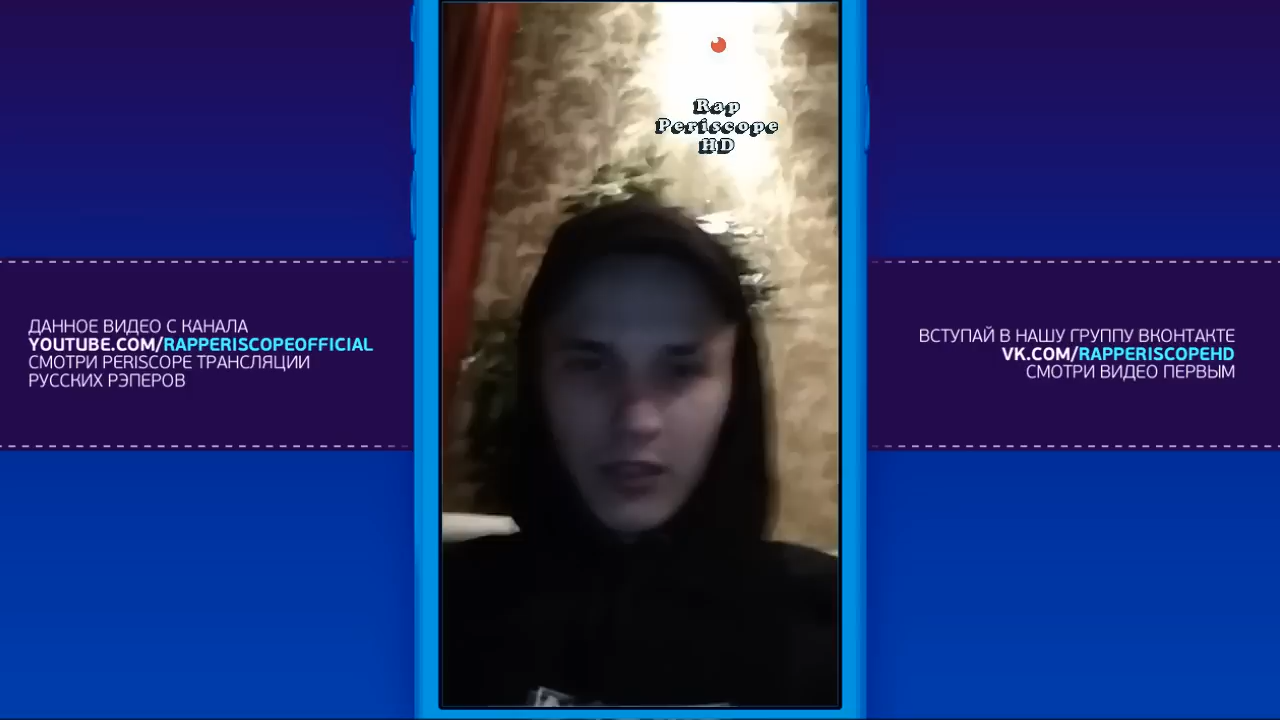 Rap
Periscope
HD
ДАННОЕ ВИДЕО С КАНАЛА
YOUTUBE.COM/RAPPERISCOPEOFFICIAL
СМОТРИ PERISCOPE ТРАНСЛЯЦИИ
РУССКИХ РЭПЕРОВ
ВСТУПАЙ В НАШУ ГРУППУ ВКОНТАКТЕ
VK.COM/RAPPERISCOPEHD
СМОТРИ ВИДЕО ПЕРВЫМ